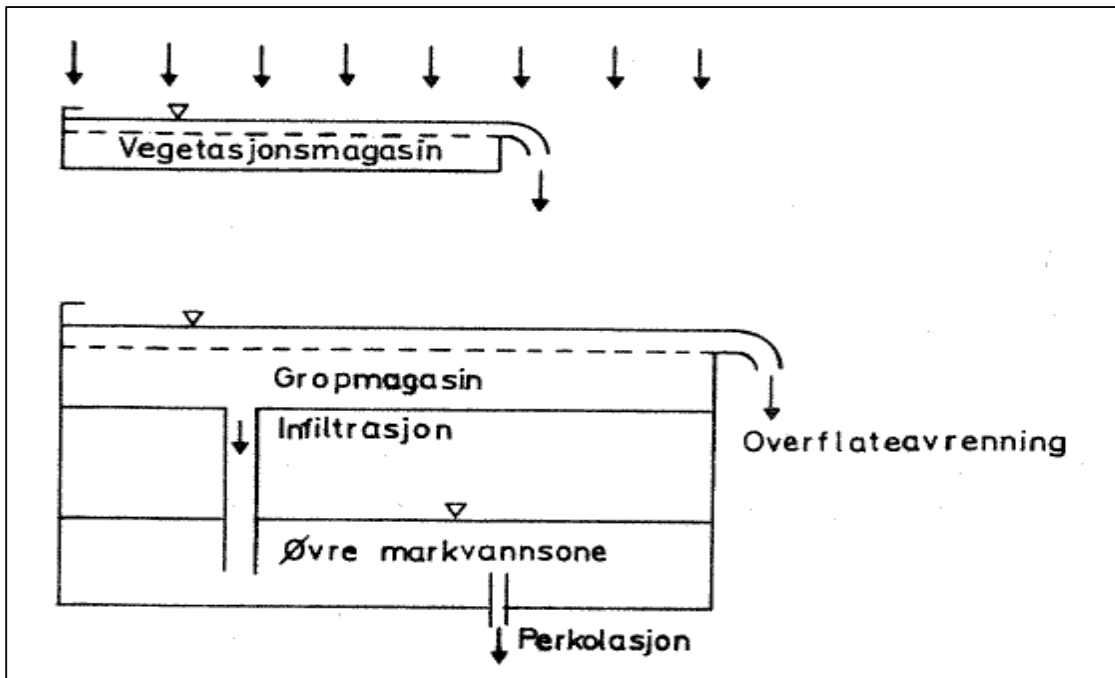 Vegetasjonsmagasin
Gropmagasin
Infiltrasjon
Overflateavrenning
Øvre markvannsone
Perkolasjon